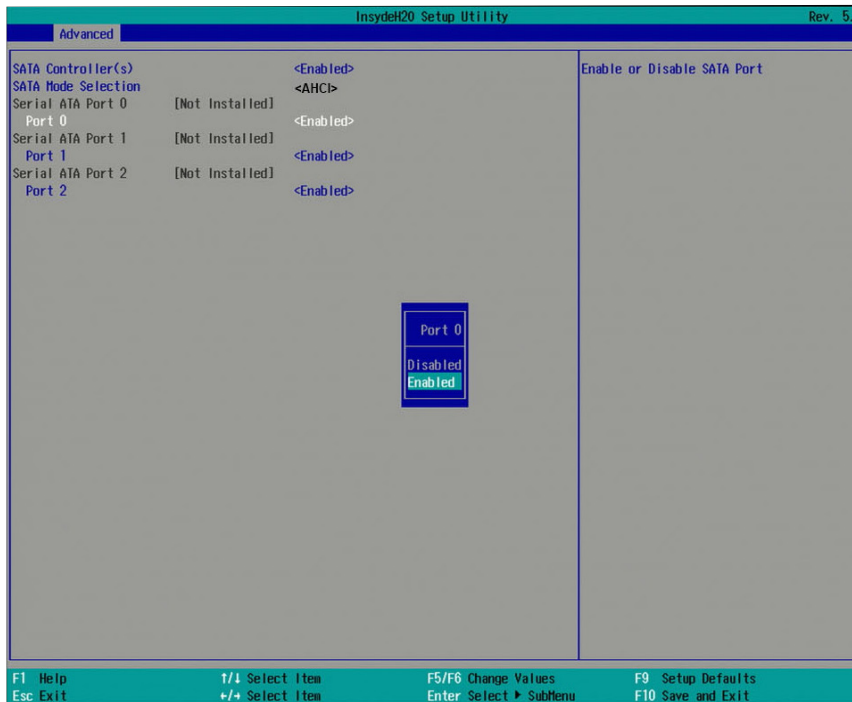 InsydeH20 Setup Utility Rev. 5.
Advanced
SATA Controller(s) <Enabled> Enable or Disable SATA Port
SATA Mode Selection <AHCI>
Serial ATA Port 0 [Not Installed]
Port 0 <Enabled>
Serial ATA Port 1 [Not Installed]
Port 1 <Enabled>
Serial ATA Port 2 [Not Installed]
Port 2 <Enabled>
Port 0
Disabled
Enabled
F1 Help ↑/↓ Select Item F5/F6 Change Values F9 Setup Defaults
Esc Exit ←/→ Select Item Enter Select ▶ SubMenu F10 Save and Exit